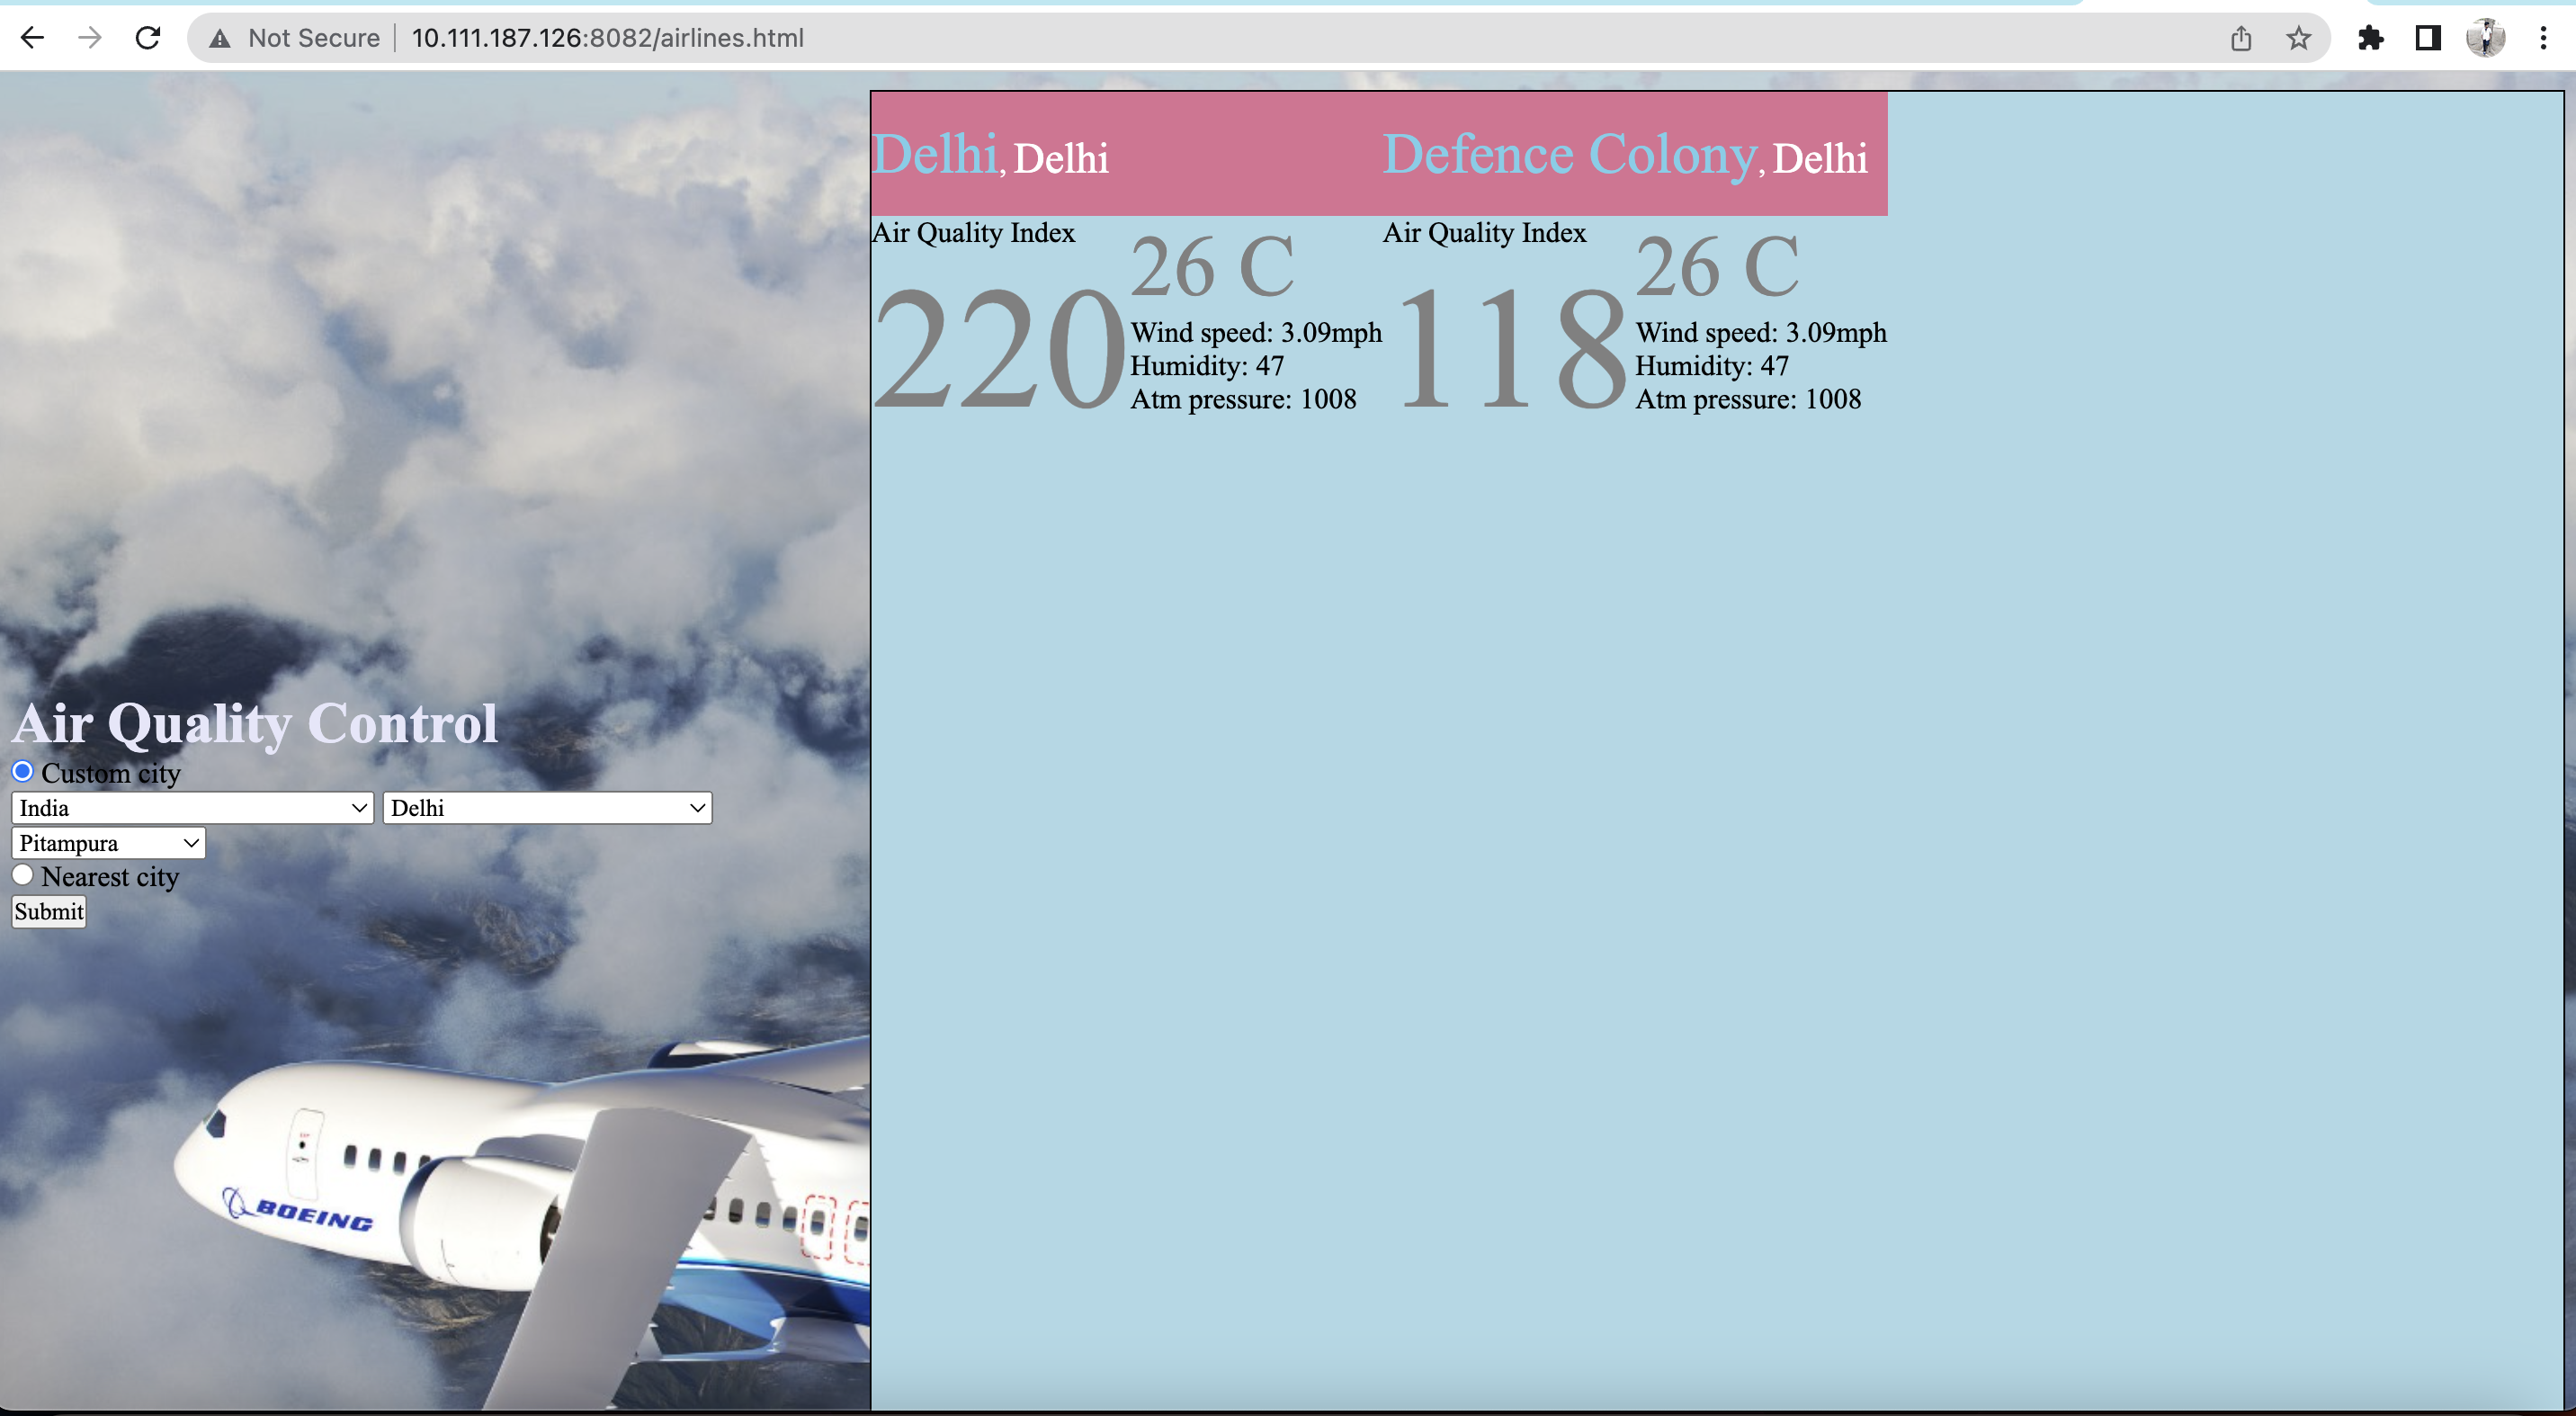 Not Secure 10.111.187.126:8082/airlines.html
Delhi, Delhi
Air Quality Index
220
26 C
Wind speed: 3.09mph
Humidity: 47
Atm pressure: 1008
Defence Colony, Delhi
Air Quality Index
118
26 C
Wind speed: 3.09mph
Humidity: 47
Atm pressure: 1008
Air Quality Control
Custom city
India Delhi
Pitampura
Nearest city
Submit
BOEING